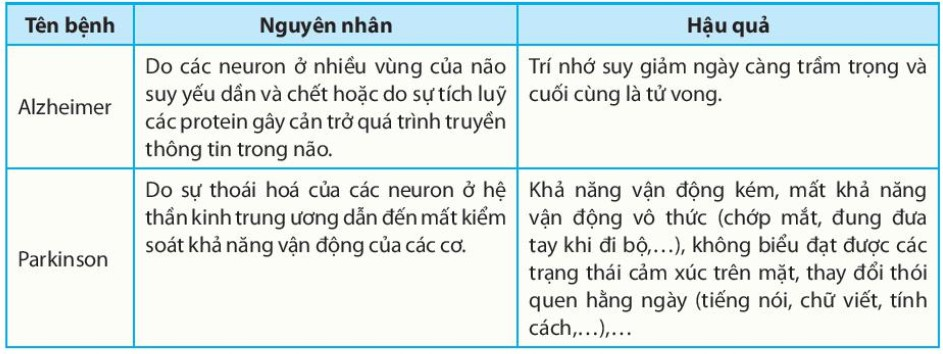 Tên bệnh
Nguyên nhân
Hậu quả
Alzheimer
Do các neuron ở nhiều vùng của não
suy yếu dần và chết hoặc do sự tích luỹ
các protein gây cản trở quá trình truyền
thông tin trong não.
Trí nhớ suy giảm ngày càng trầm trọng và
cuối cùng là tử vong.
Parkinson
Do sự thoái hoá của các neuron ở hệ
thần kinh trung ương dẫn đến mất kiểm
soát khả năng vận động của các cơ.
Khả năng vận động kém, mất khả năng
vận động vô thức (chớp mắt, đung đưa
tay khi đi bộ,…), không biểu đạt được các
trạng thái cảm xúc trên mặt, thay đổi thói
quen hằng ngày (tiếng nói, chữ viết, tính
cách,…),…